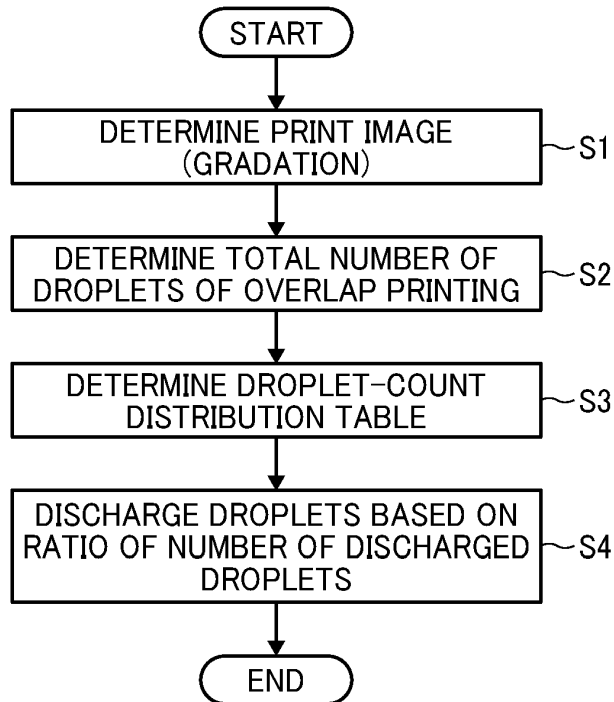 START
DETERMINE PRINT IMAGE
(GRADATION)
S1
DETERMINE TOTAL NUMBER OF
DROPLETS OF OVERLAP PRINTING
S2
DETERMINE DROPLET-COUNT
DISTRIBUTION TABLE
S3
DISCHARGE DROPLETS BASED ON
RATIO OF NUMBER OF DISCHARGED
DROPLETS
S4
END